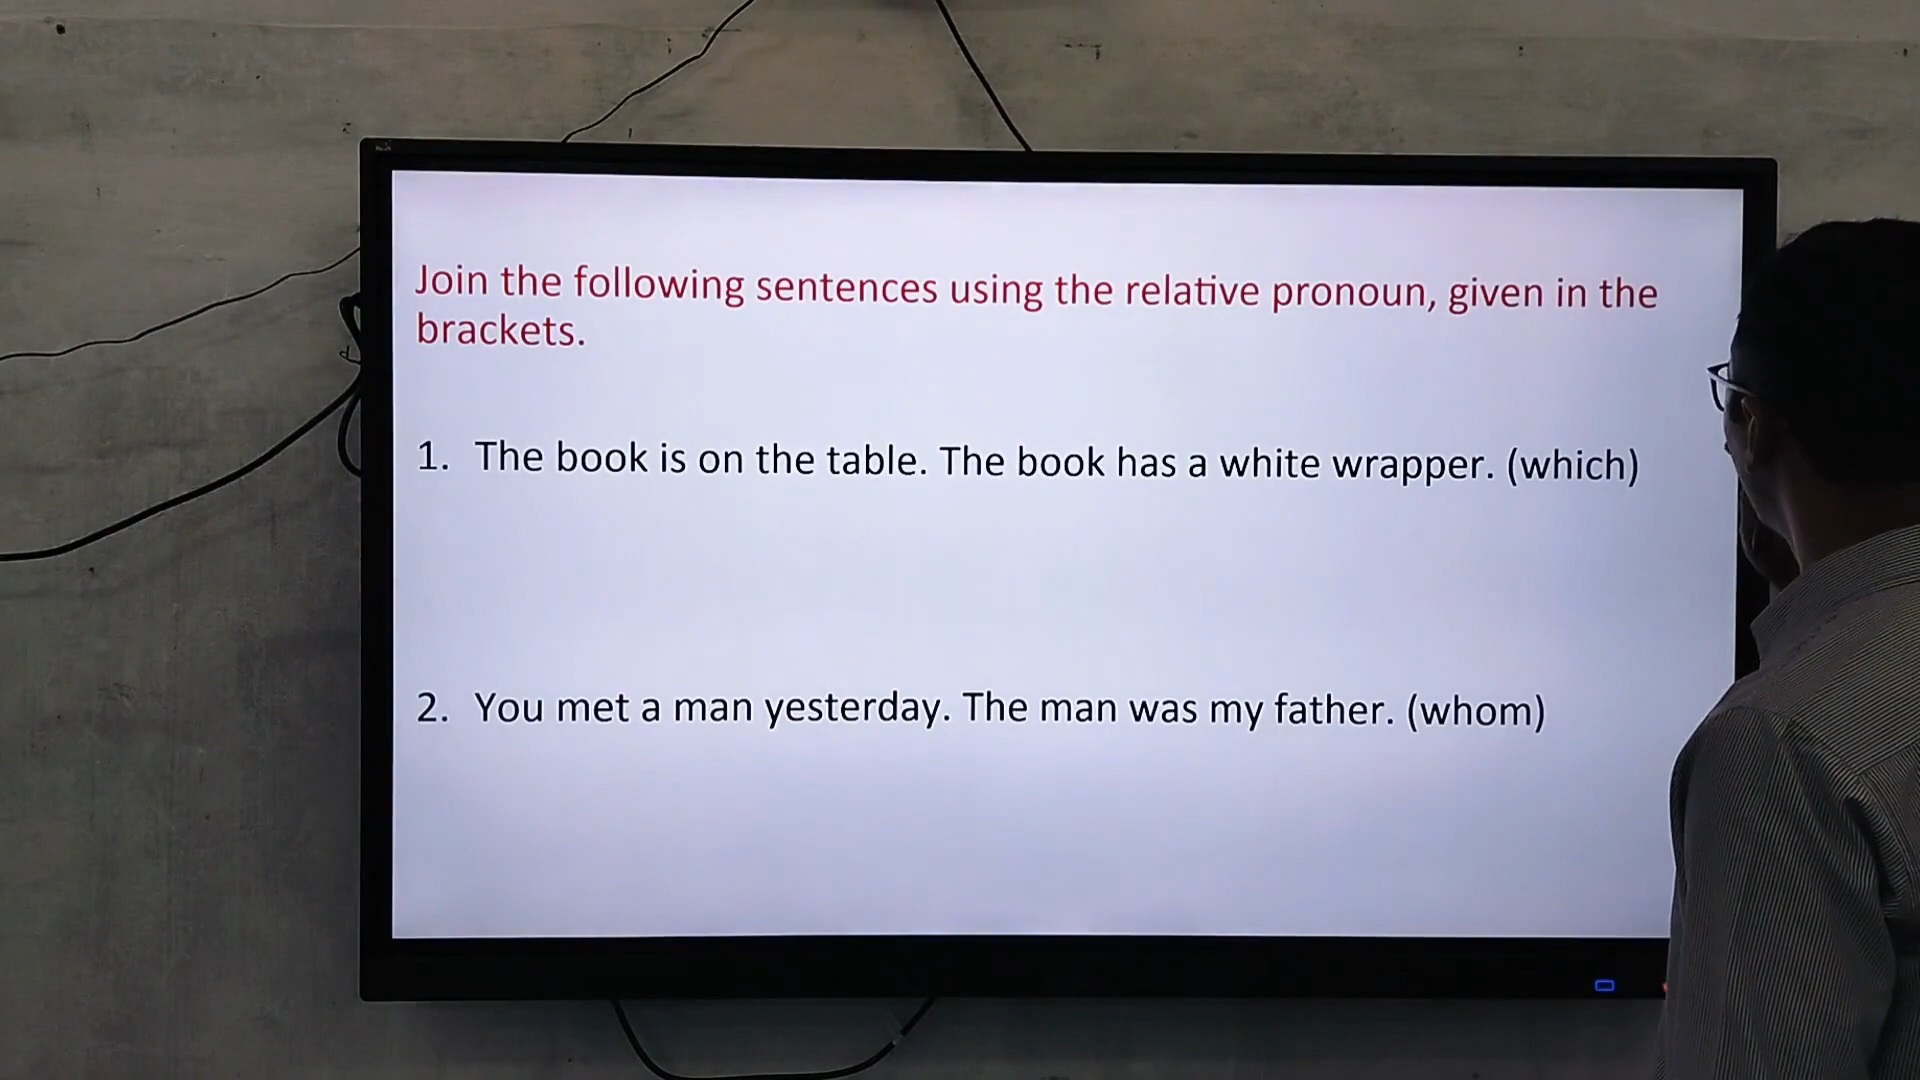 Join the following sentences using the relative pronoun, given in the
brackets.
1. The book is on the table. The book has a white wrapper. (which)
2. You met a man yesterday. The man was my father. (whom)